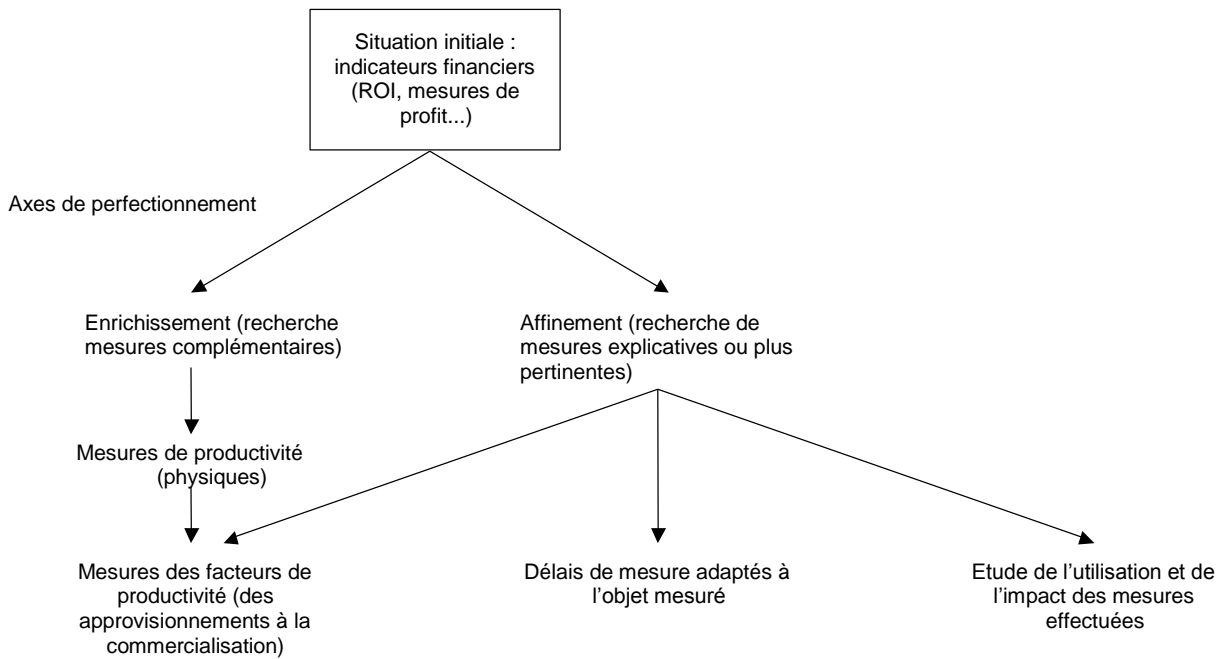 Situation initiale :
indicateurs financiers
(ROI, mesures de
profit...)
Axes de perfectionnement
Enrichissement (recherche
mesures complémentaires)
Affinement (recherche de
mesures explicatives ou plus
pertinentes)
Mesures de productivité
(physiques)
Mesures des facteurs de
productivité (des
approvisionnements à la
commercialisation)
Délais de mesure adaptés à
l'objet mesuré
Etude de l'utilisation et de
l'impact des mesures
effectuées